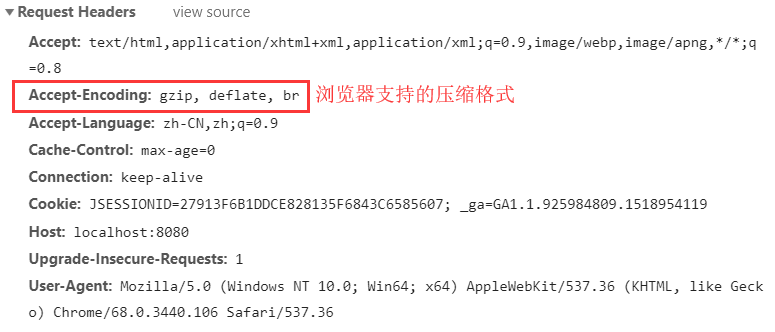 ▼ Request Headers view source
Accept: text/html,application/xhtml+xml,application/xml;q=0.9,image/webp,image/apng,*/*;q
=0.8
Accept-Encoding: gzip, deflate, br 浏览器支持的压缩格式
Accept-Language: zh-CN,zh;q=0.9
Cache-Control: max-age=0
Connection: keep-alive
Cookie: JSESSIONID=27913F6B1DDCE828135F6843C6585607; _ga=GA1.1.925984809.1518954119
Host: localhost:8080
Upgrade-Insecure-Requests: 1
User-Agent: Mozilla/5.0 (Windows NT 10.0; Win64; x64) AppleWebKit/537.36 (KHTML, like Geck
o) Chrome/68.0.3440.106 Safari/537.36